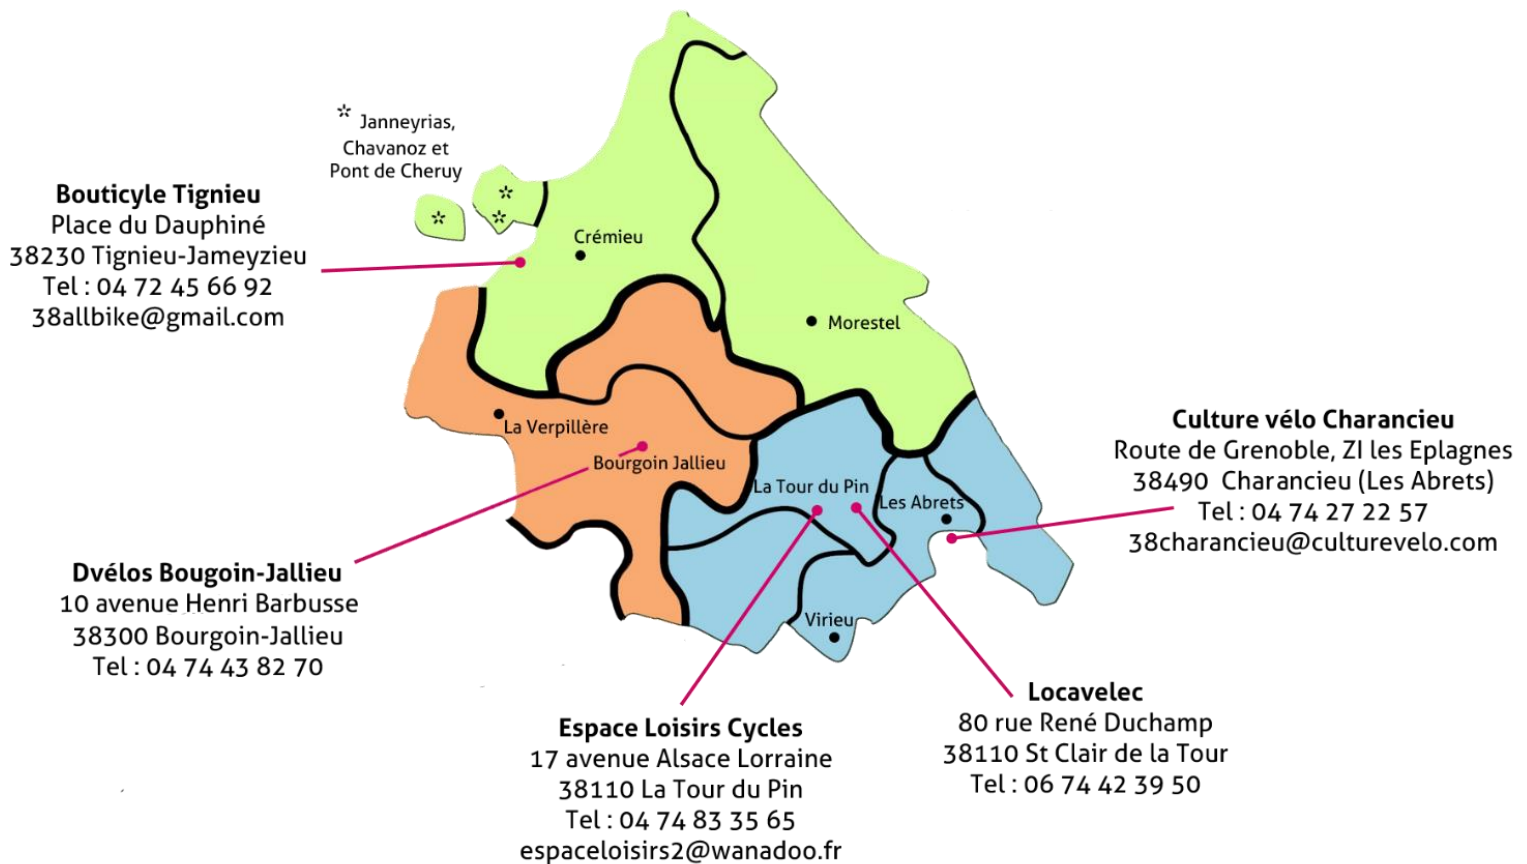 * Janneyrias,
Chavanoz et
Pont de Cheruy
Bouticyle Tignieu
Place du Dauphiné
38230 Tignieu-Jameyzieu
Tel : 04 72 45 66 92
38allbike@gmail.com
Crémieu
Morestel
La Verpillère
Bourgoin Jallieu
La Tour du Pin
Les Abrets
Virieu
Culture vélo Charancieu
Route de Grenoble, ZI les Eplagnes
38490 Charancieu (Les Abrets)
Tel : 04 74 27 22 57
38charancieu@culturevelo.com
Dvélos Bougoin-Jallieu
10 avenue Henri Barbusse
38300 Bourgoin-Jallieu
Tel : 04 74 43 82 70
Espace Loisirs Cycles
17 avenue Alsace Lorraine
38110 La Tour du Pin
Tel : 04 74 83 35 65
espaceloisirs2@wanadoo.fr
Locavelec
80 rue René Duchamp
38110 St Clair de la Tour
Tel : 06 74 42 39 50